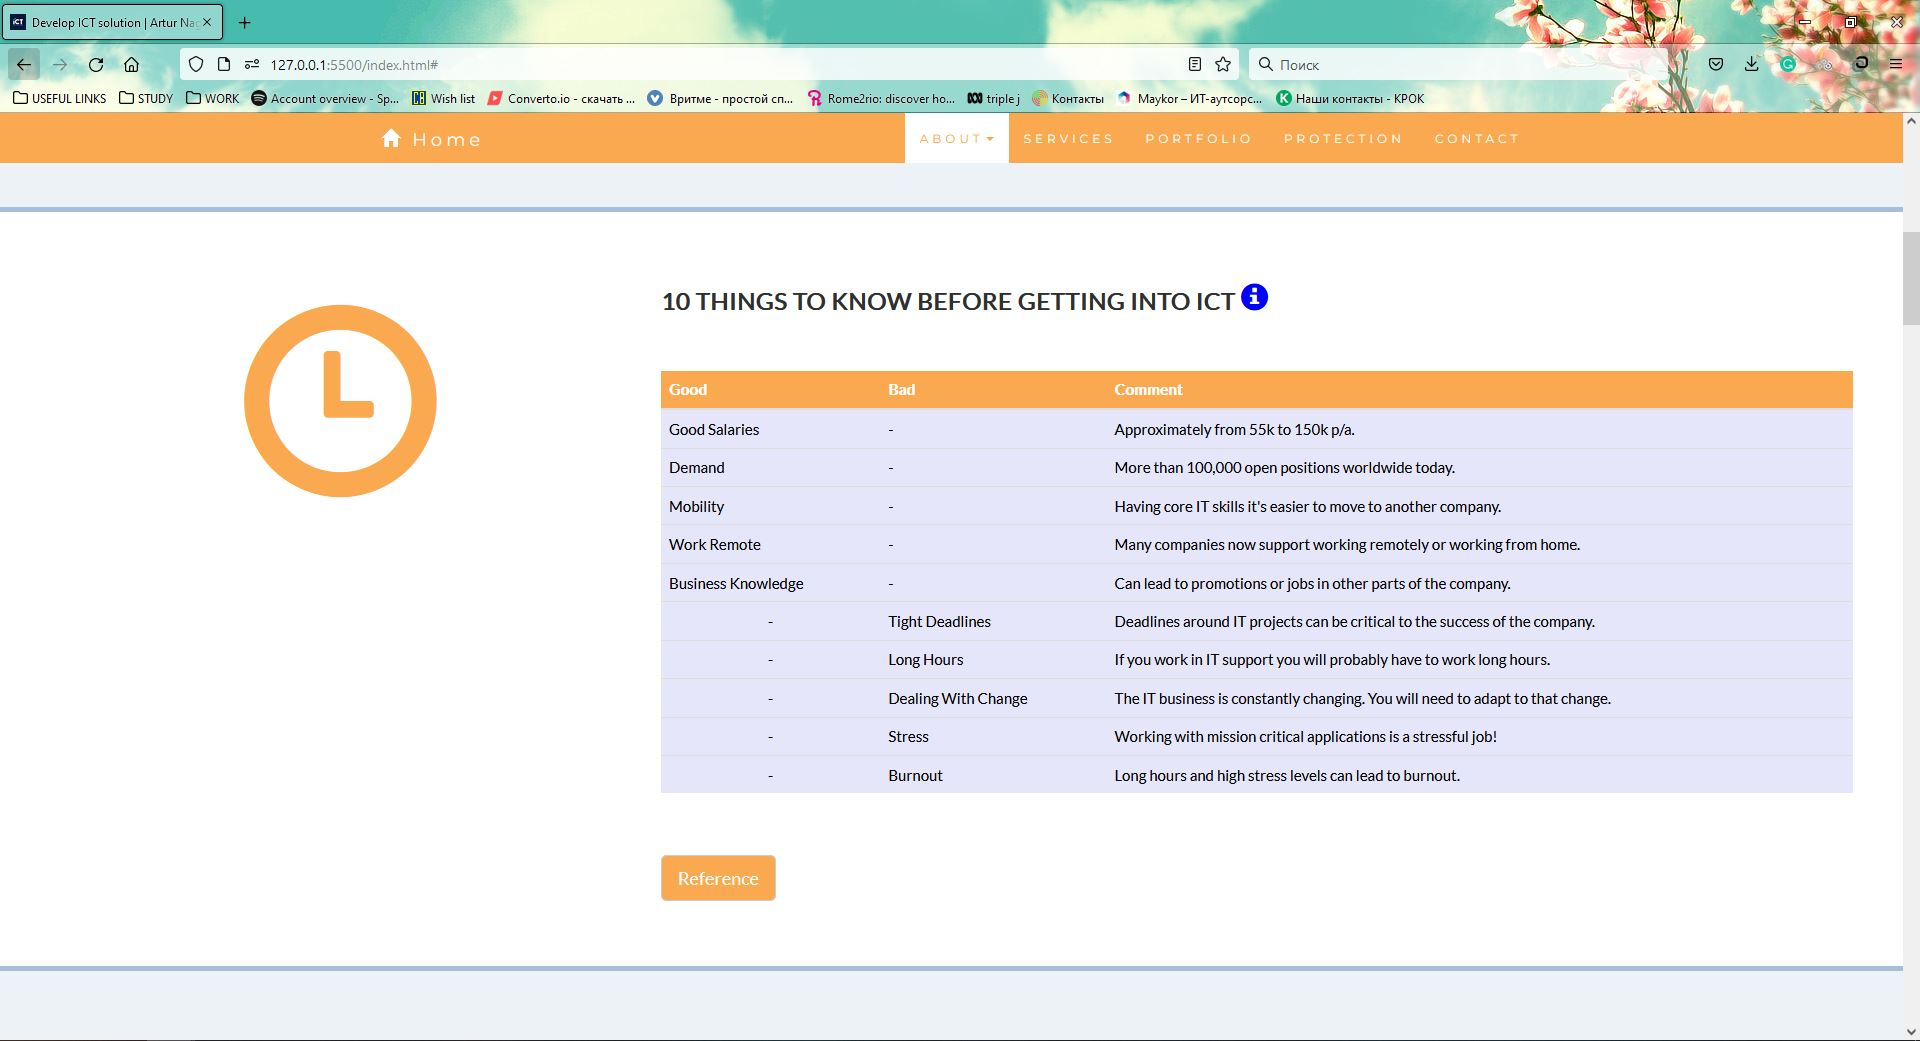 Develop ICT solution | Artur Nag
127.0.0.1:5500/index.html#
Поиск
USEFUL LINKS STUDY WORK Account overview - Sp... Wish list Converto.io - скачать ... Вритме - простой сп... Rome2rio: discover ho... triple j Контакты Maykor – ИТ-аутсорс... Наши контакты - КРОК
Home ABOUT SERVICES PORTFOLIO PROTECTION CONTACT
10 THINGS TO KNOW BEFORE GETTING INTO ICT
Good Bad Comment
Good Salaries - Approximately from 55k to 150k p/a.
Demand - More than 100,000 open positions worldwide today.
Mobility - Having core IT skills it's easier to move to another company.
Work Remote - Many companies now support working remotely or working from home.
Business Knowledge - Can lead to promotions or jobs in other parts of the company.
- Tight Deadlines Deadlines around IT projects can be critical to the success of the company.
- Long Hours If you work in IT support you will probably have to work long hours.
- Dealing With Change The IT business is constantly changing. You will need to adapt to that change.
- Stress Working with mission critical applications is a stressful job!
- Burnout Long hours and high stress levels can lead to burnout.
Reference